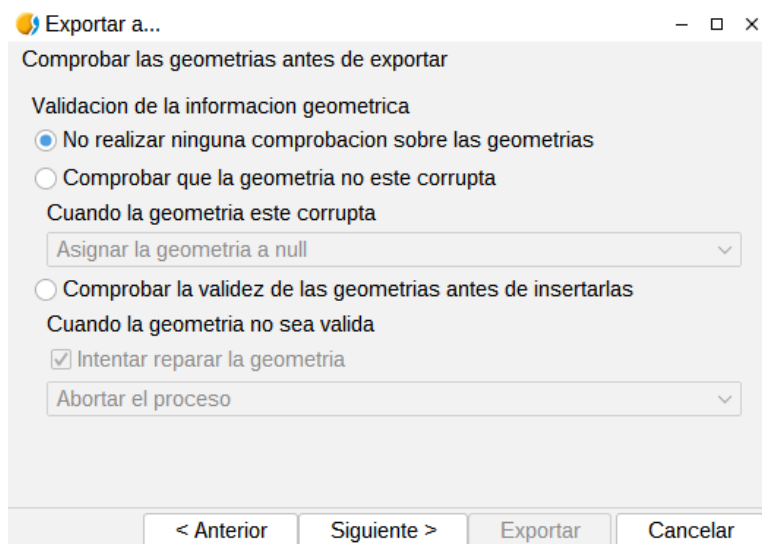 Exportar a...
Comprobar las geometrias antes de exportar
Validacion de la informacion geometrica
No realizar ninguna comprobacion sobre las geometrias
Comprobar que la geometria no este corrupta
Cuando la geometria este corrupta
Asignar la geometria a null
Comprobar la validez de las geometrias antes de insertarlas
Cuando la geometria no sea valida
Intentar reparar la geometria
Abortar el proceso
< Anterior Siguiente > Exportar Cancelar